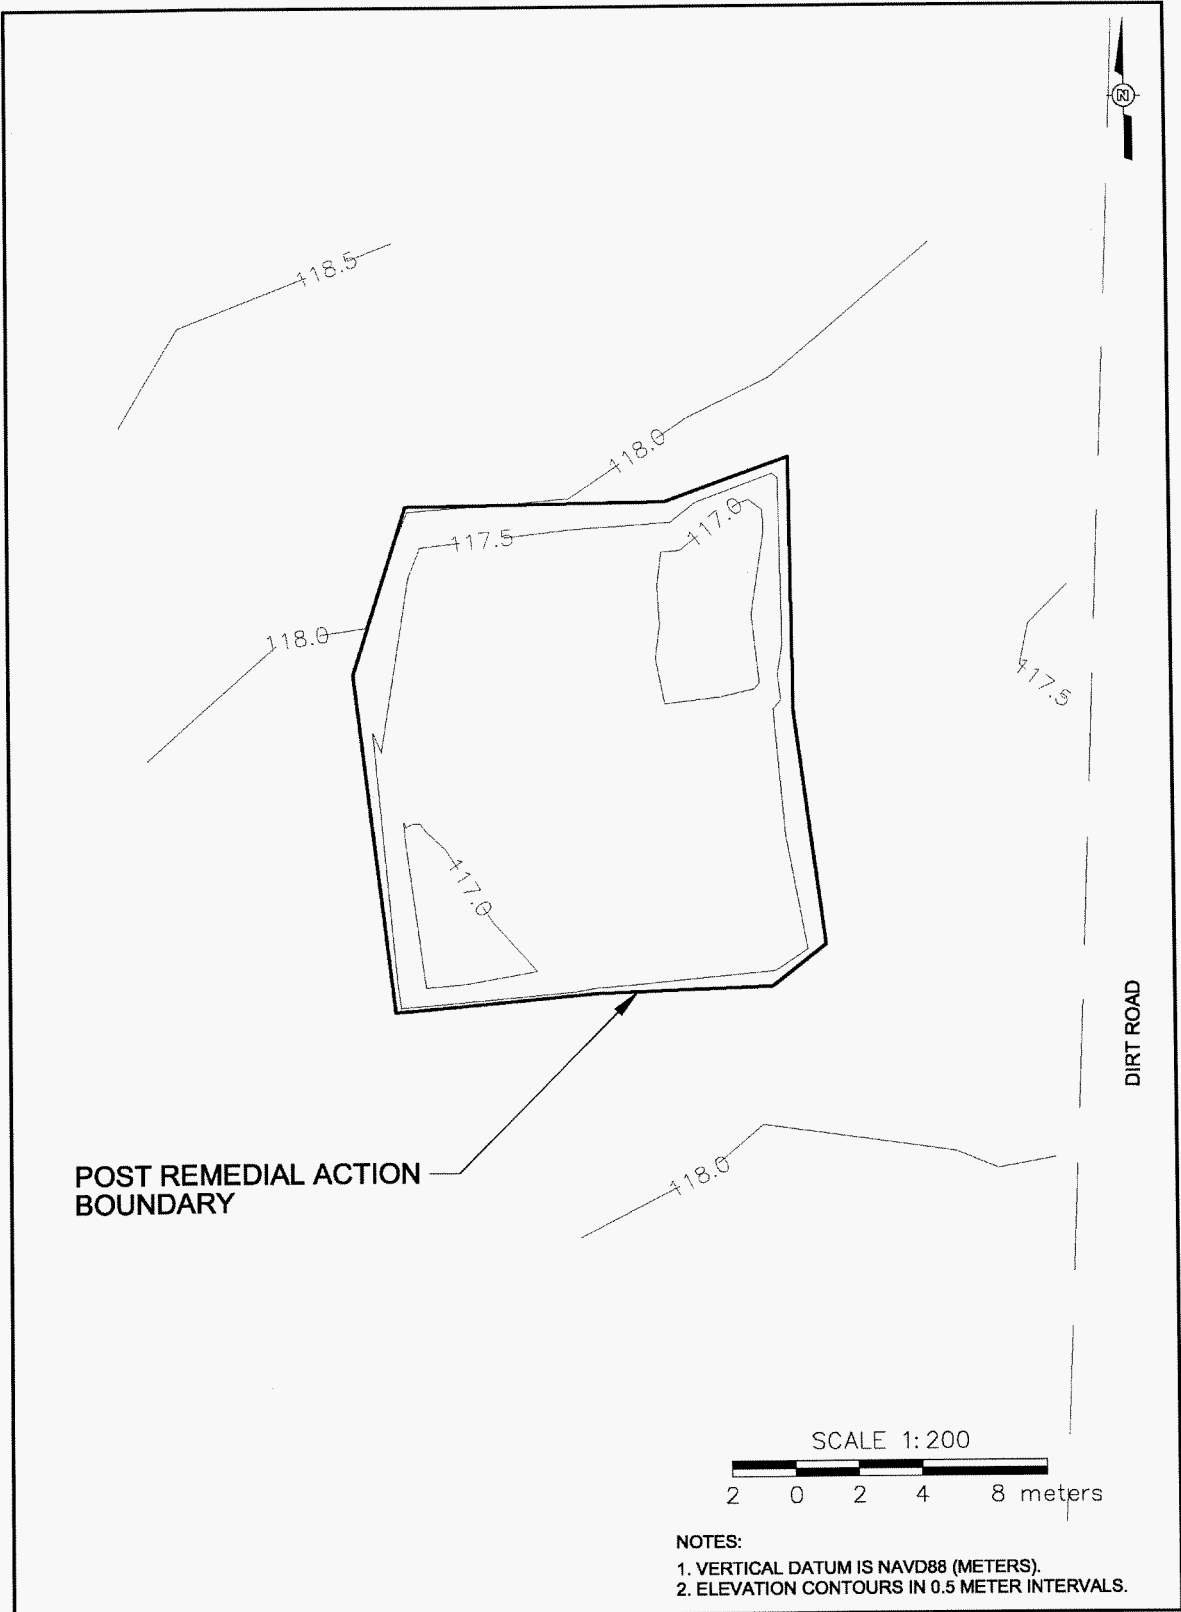 N
118.5
118.0
117.0
117.5
118.0
117.5
117.0
DIRT ROAD
POST REMEDIAL ACTION
BOUNDARY
118.0
SCALE 1:200
2 0 2 4 8 meters
NOTES:
1. VERTICAL DATUM IS NAVD88 (METERS).
2. ELEVATION CONTOURS IN 0.5 METER INTERVALS.